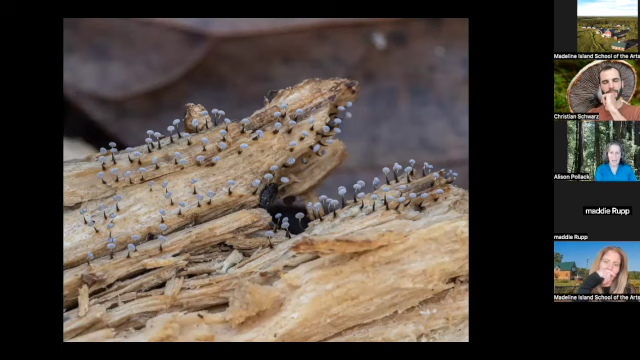 Madeline Island School of the Arts
Christian Schwarz
Alison Pollack
maddie Rupp
maddie Rupp
Madeline Island School of the Arts